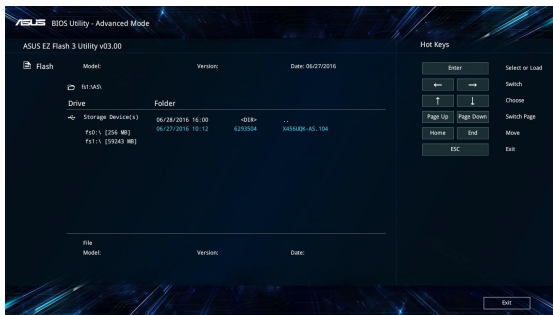 ASUS BIOS Utility - Advanced Mode
ASUS EZ Flash 3 Utility v03.00
Hot Keys
Flash
Model: Version: Date: 06/27/2016
fs1:\AS\
Drive Folder
Storage Device(s)
fs0:\ [256 MB]
fs1:\ [59243 MB]
06/28/2016 16:00 <DIR> ..
06/27/2016 10:12 6293504 X456UQK-AS.104
File
Model: Version: Date:
Enter Select or Load
← → Switch
↑ ↓ Choose
Page Up Page Down Switch Page
Home End Move
ESC Exit
Exit